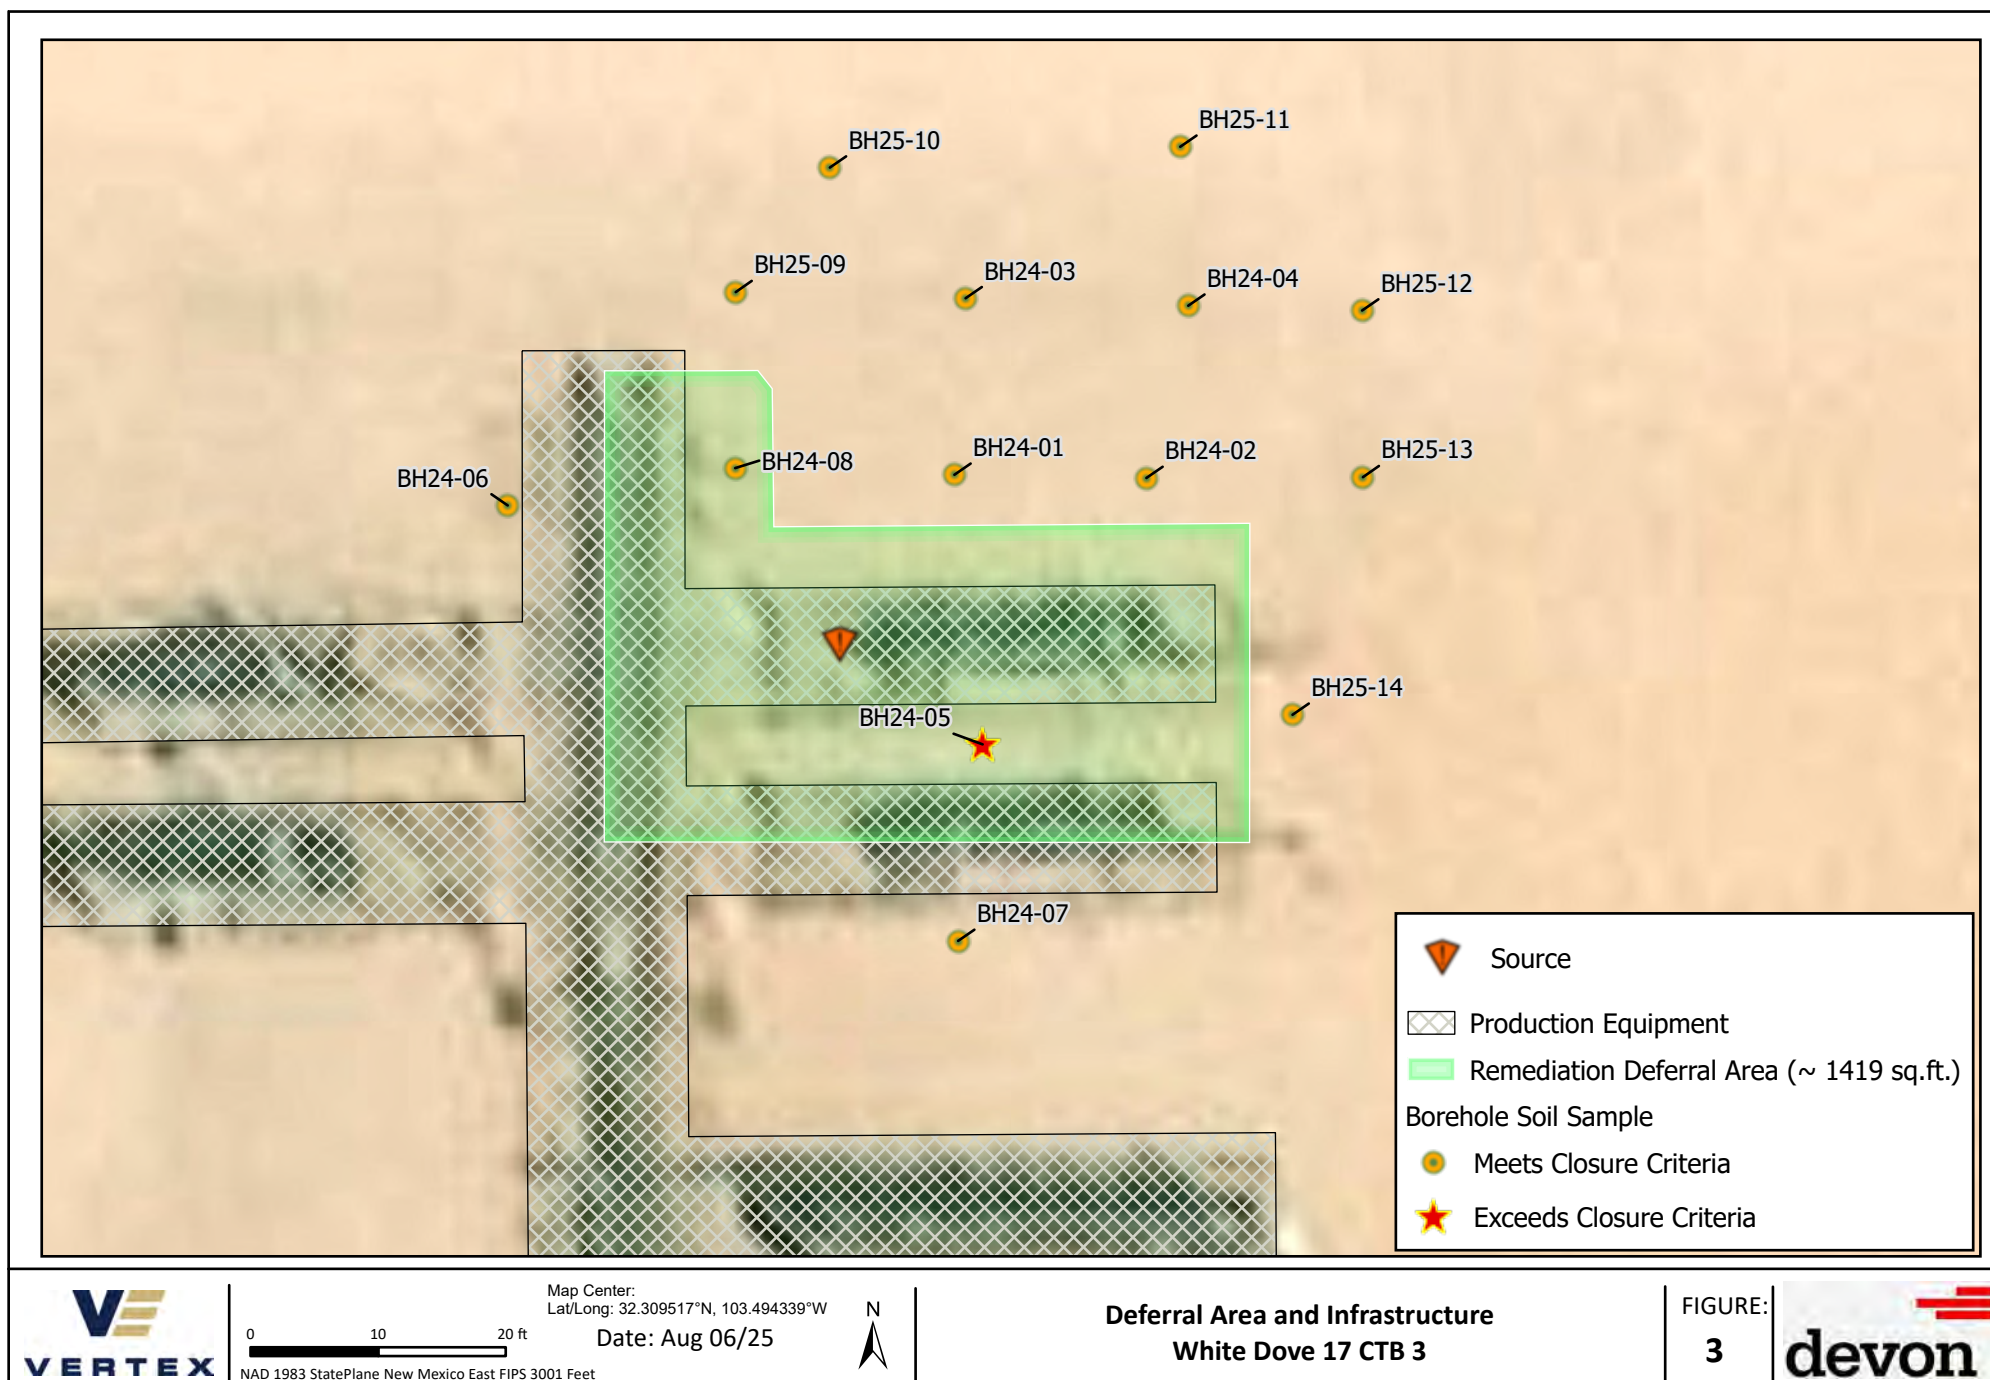 BH25-11
BH25-10
BH25-09
BH24-03
BH24-04
BH25-12
BH24-08
BH24-01
BH24-02
BH25-13
BH24-06
BH25-14
BH24-05
BH24-07
Source
Production Equipment
Remediation Deferral Area (~ 1419 sq.ft.)
Borehole Soil Sample
Meets Closure Criteria
Exceeds Closure Criteria
VE
VERTEX
0 10 20 ft
NAD 1983 StatePlane New Mexico East FIPS 3001 Feet
Map Center:
Lat/Long: 32.309517°N, 103.494339°W
Date: Aug 06/25
N
Deferral Area and Infrastructure
White Dove 17 CTB 3
FIGURE:
3
devon